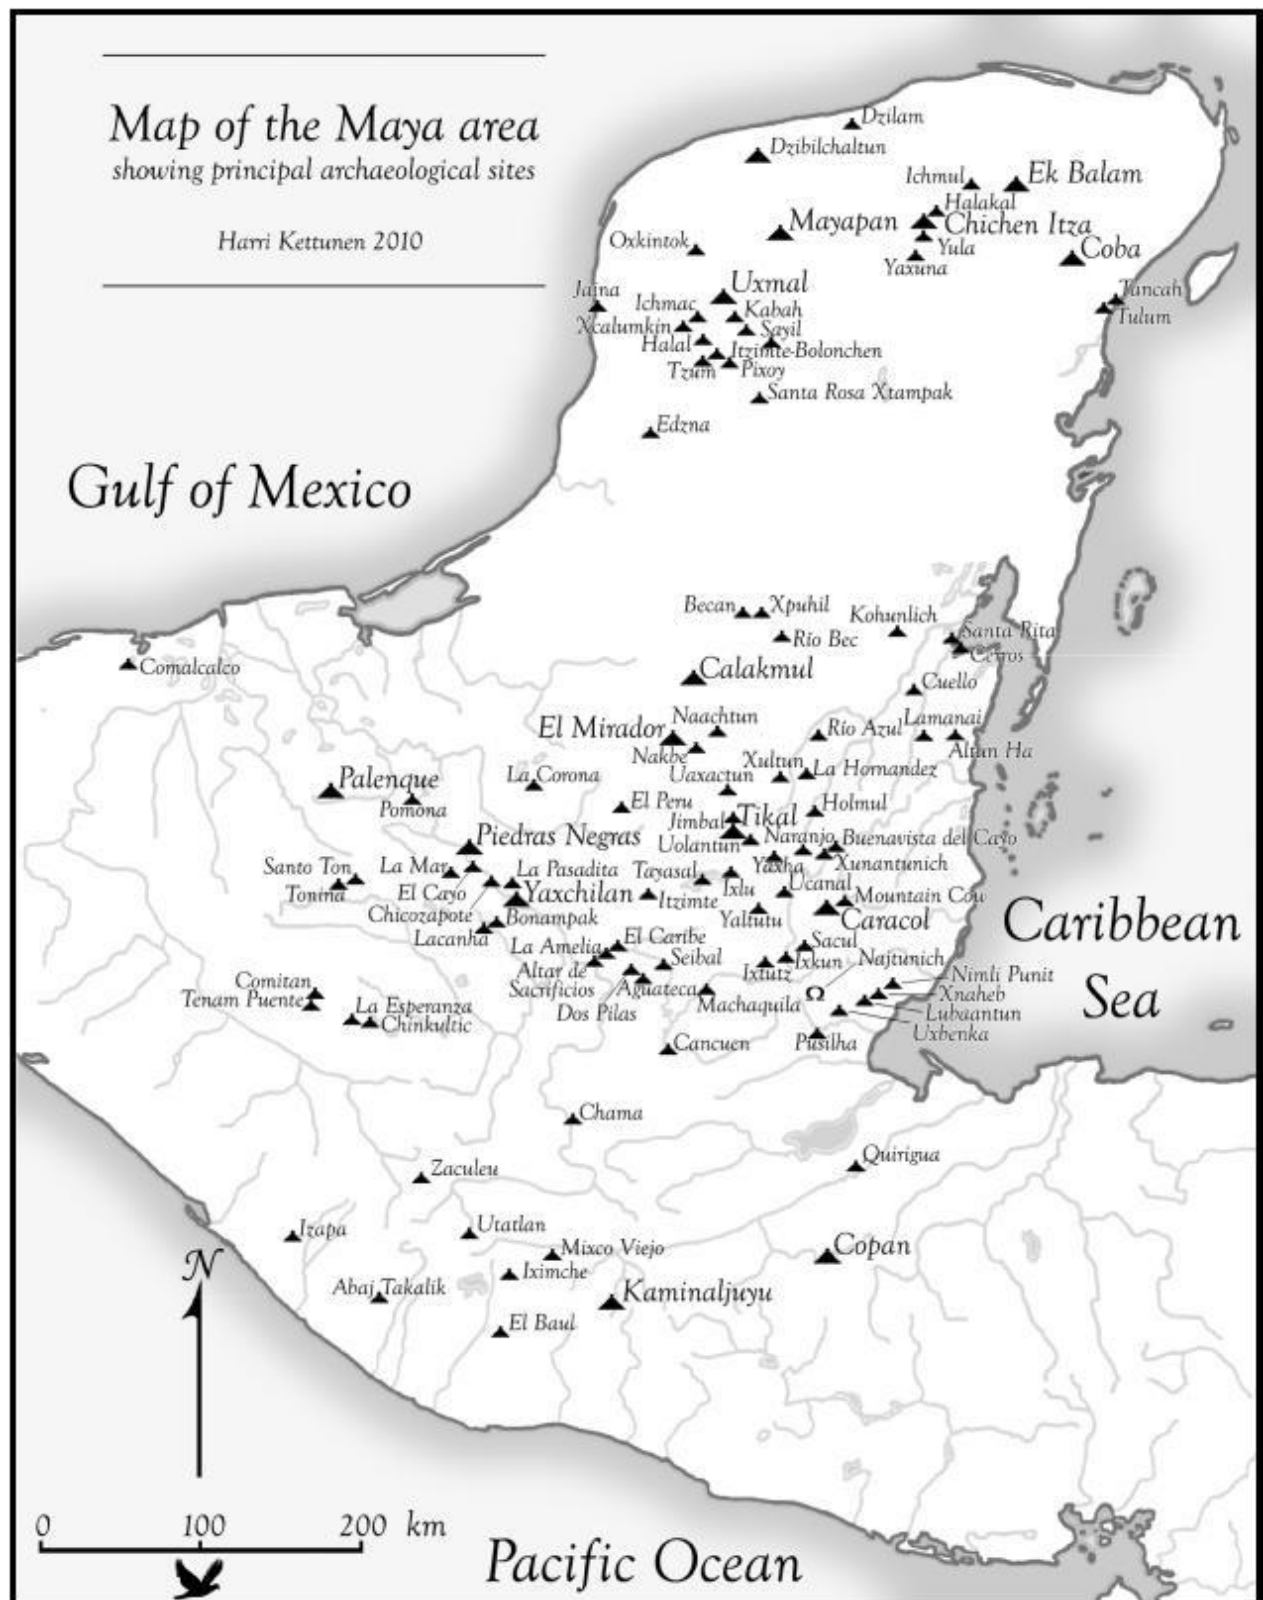 Map of the Maya area
showing principal archaeological sites
Harri Kettunen 2010
Dzilam
Dzibilchaltun
Ichmul
Ek Balam
Halakal
Mayapan
Chichen Itza
Oxkintok
Yula
Coba
Yaxuna
Uxmal
Jaina
Tancah
Ichmac
Kabah
Tulum
Xcalumkin
Sayil
Halal
Itzimte-Bolonchen
Tzum
Pixoy
Santa Rosa Xtampak
Edzna
Gulf of Mexico
Becan
Xpuhil
Kohunlich
Santa Rita
Río Bec
Cerros
Comalcalco
Calakmul
Cuello
Naachtun
El Mirador
Río Azul
Lamanai
Nakbe
Altun Ha
Xultun
La Hornandez
Palenque
La Corona
Uaxactun
Pomona
El Peru
Holmul
Jimbal
Tikal
Piedras Negras
Uolantun
Naranjo
Buenavista del Cayo
Santo Ton
La Mar
La Pasadita
Tayasal
Yaxha
Xunantunich
Tonina
El Cayo
Yaxchilan
Itzimte
Ixlu
Ucanal
Mountain Cow
Chicozapote
Bonampak
Yaltutu
Caracol
Caribbean
Sea
Lacanha
La Amelia
El Caribe
Sacul
Seibal
Najtunich
Altar de
Sacrificios
Ixtutz
Ixkun
Nimli Punit
Comitan
Aguateca
Xnaheb
Tenam Puente
La Esperanza
Dos Pilas
Machaquila
Lubaantun
Chinkultic
Uxbenka
Cancuen
Pusilha
Chama
Quirigua
Zaculeu
Izapa
Utatlan
Mixco Viejo
Copan
N
Iximche
Abaj Takalik
Kaminaljuyu
El Baul
0 100 200 km
Pacific Ocean